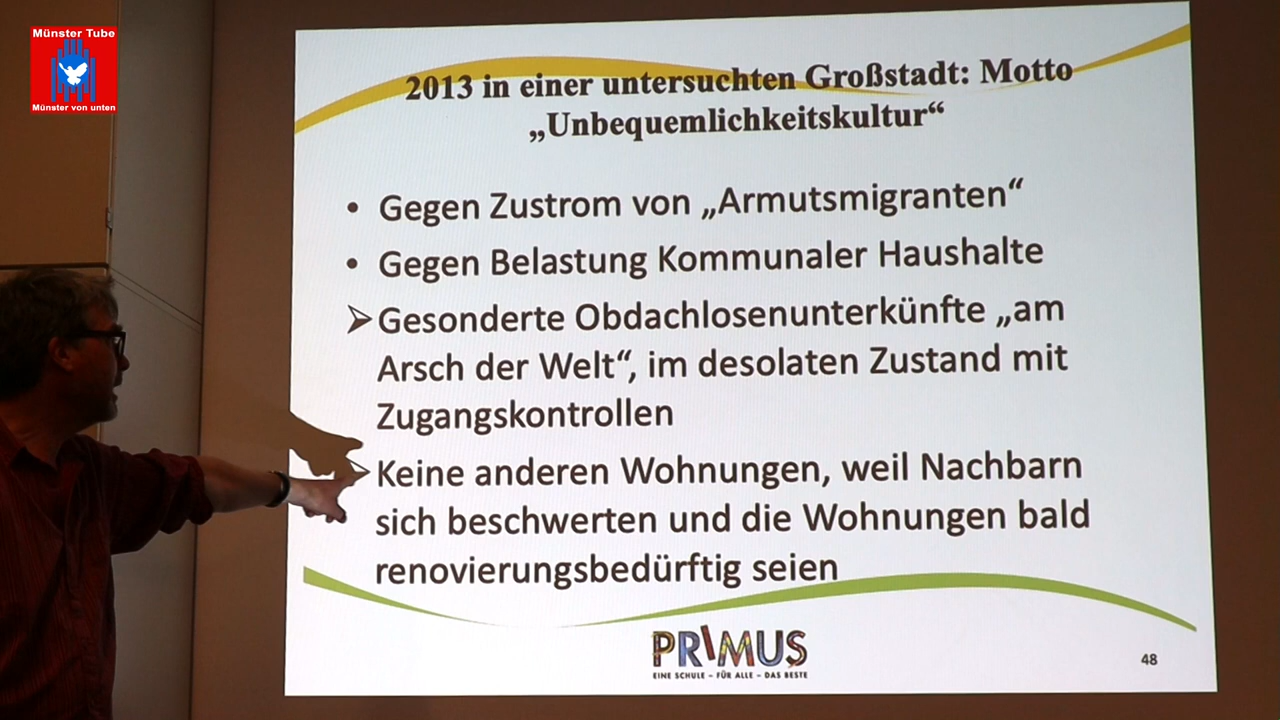 Münster Tube
Münster von unten
2013 in einer untersuchten Großstadt: Motto
„Unbequemlichkeitskultur“
• Gegen Zustrom von „Armutsmigranten“
• Gegen Belastung Kommunaler Haushalte
➢ Gesonderte Obdachlosenunterkünfte „am
Arsch der Welt“, im desolaten Zustand mit
Zugangskontrollen
➢ Keine anderen Wohnungen, weil Nachbarn
sich beschwerten und die Wohnungen bald
renovierungsbedürftig seien
PRIMUS
EINE SCHULE – FÜR ALLE – DAS BESTE
48